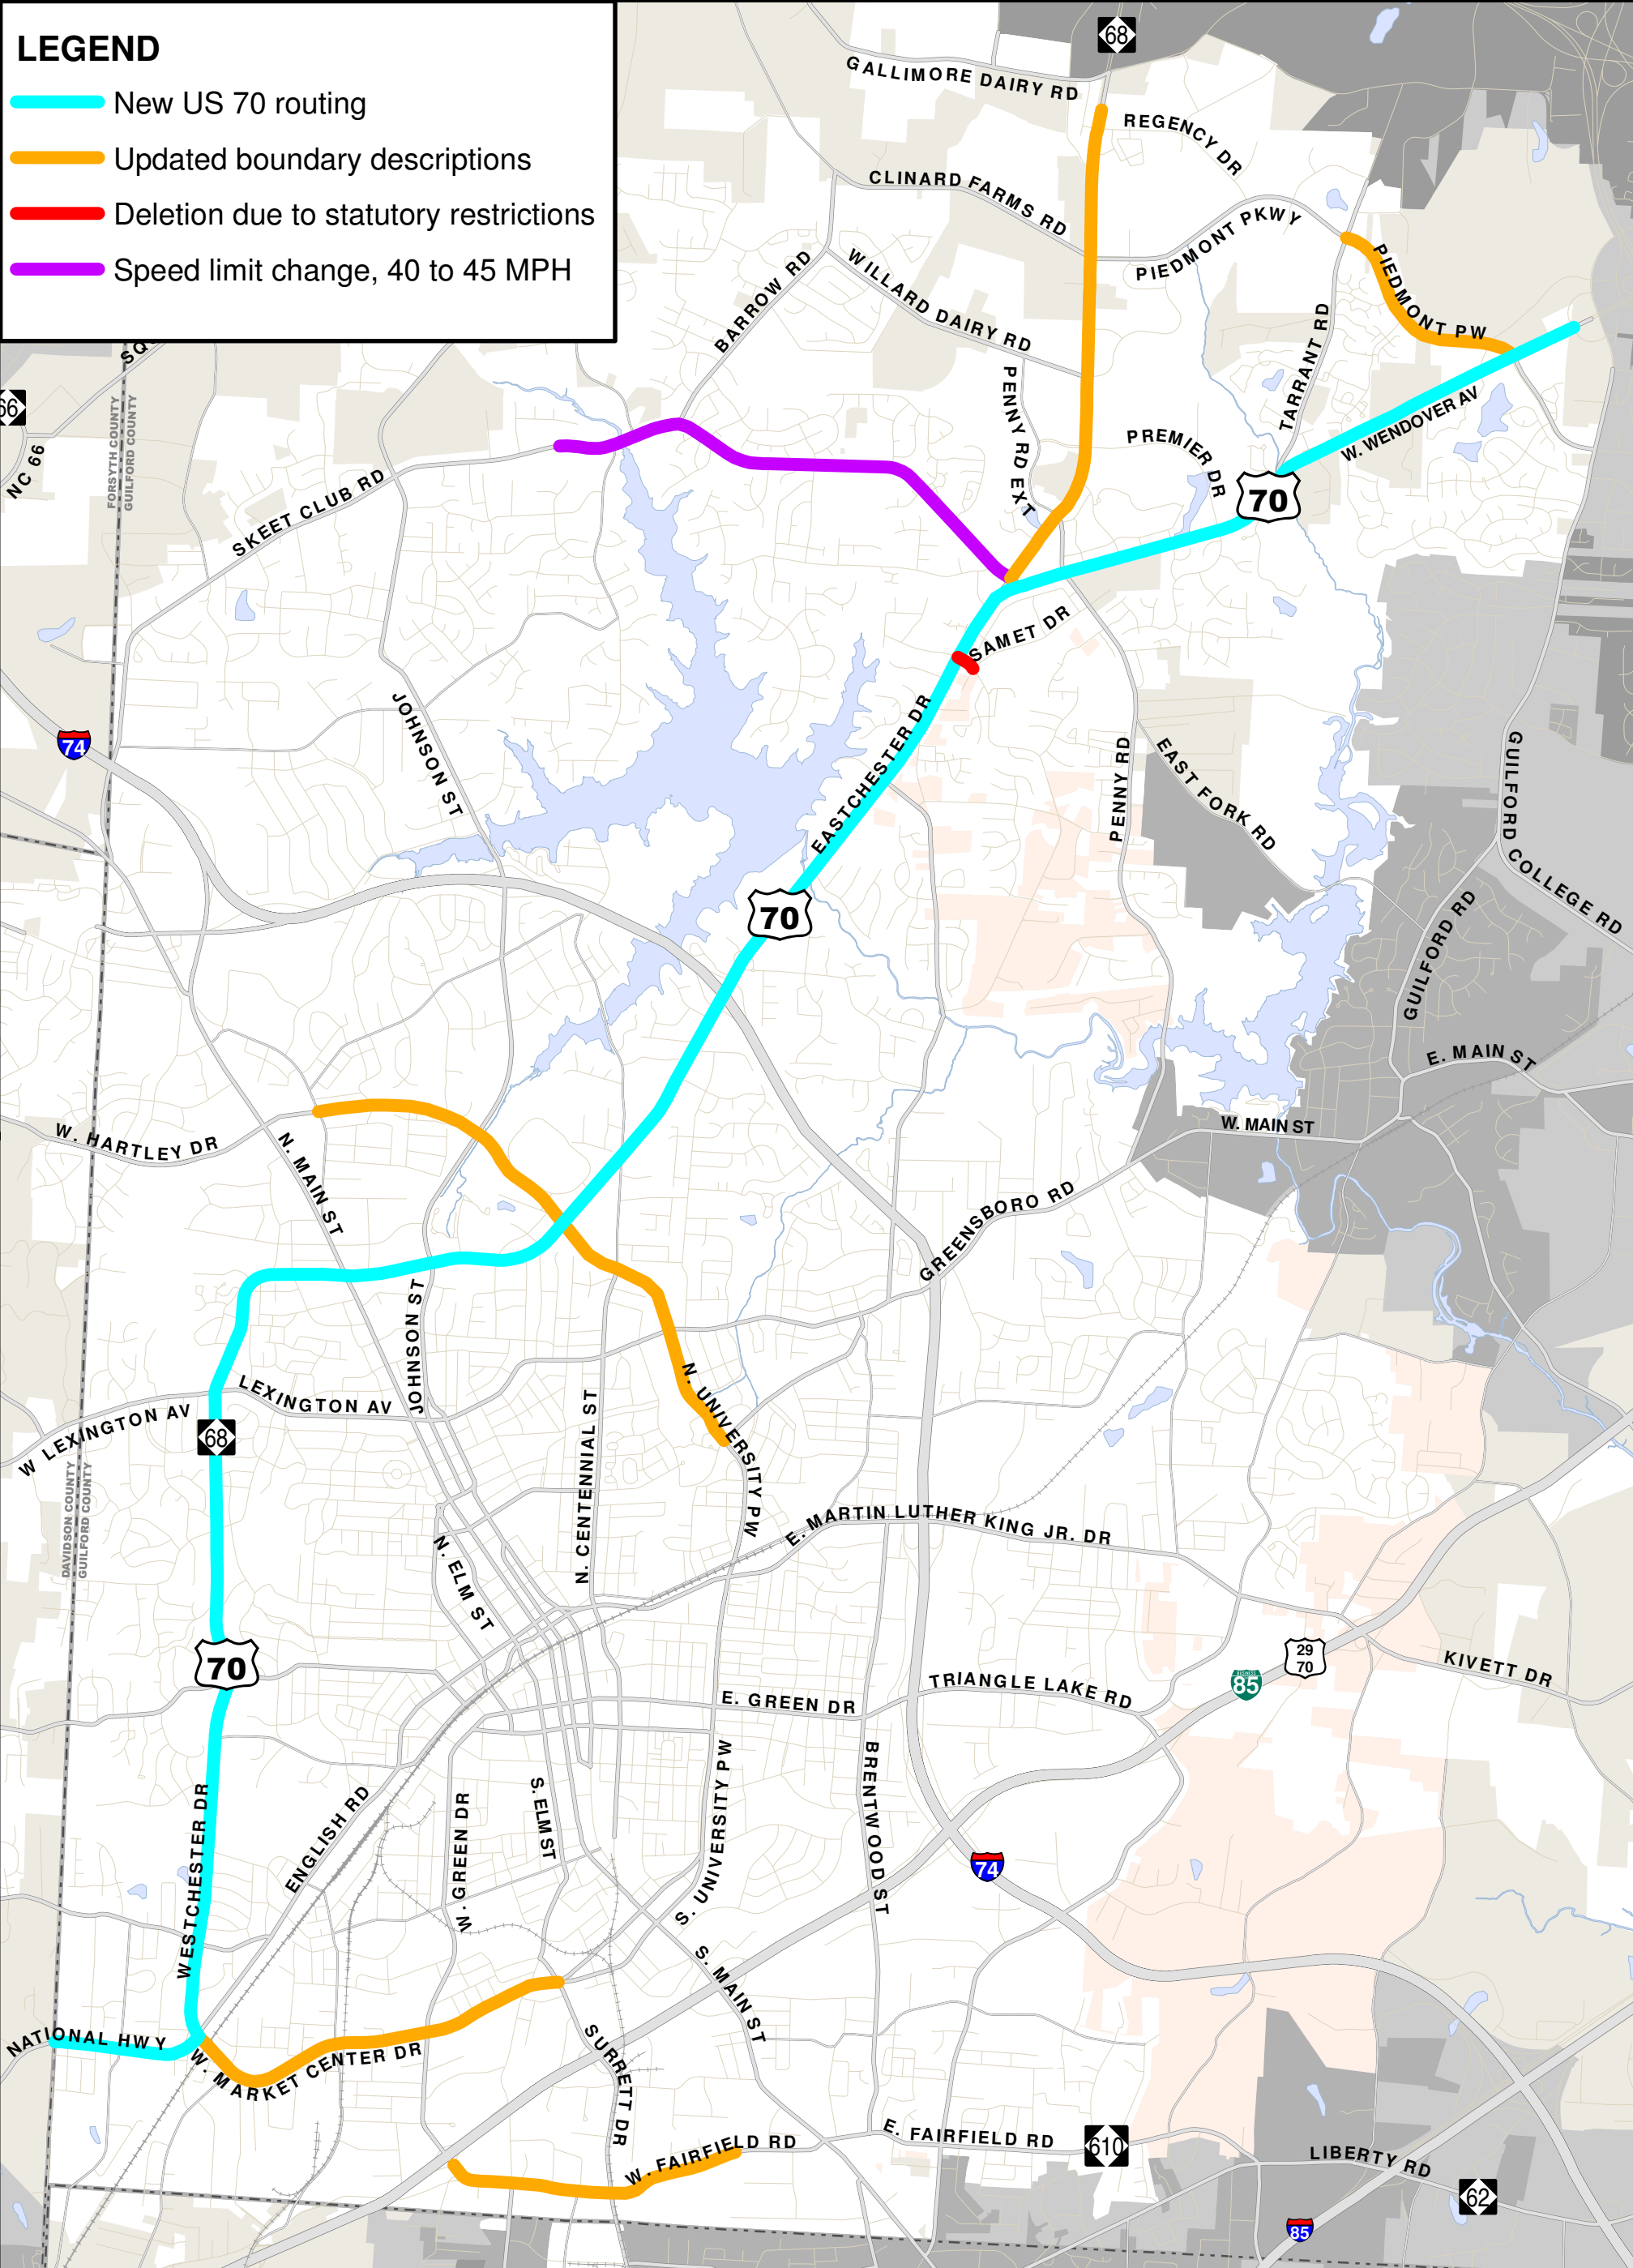 LEGEND
New US 70 routing
Updated boundary descriptions
Deletion due to statutory restrictions
Speed limit change, 40 to 45 MPH
68
GALLIMORE DAIRY RD
REGENCY DR
CLINARD FARMS RD
PIEDMONT PKWY
PIEDMONT PW
BARROW RD
WILLARD DAIRY RD
TARRANT RD
SQ
66
NC 66
FORSYTH COUNTY
GUILFORD COUNTY
PENNY RD EXT
PREMIER DR
W. WENDOVER AV
70
SKEET CLUB RD
SAMET DR
74
JOHNSON ST
EASTCHESTER DR
PENNY RD
EAST FORK RD
GUILFORD COLLEGE RD
70
GUILFORD RD
E. MAIN ST
W. MAIN ST
W. HARTLEY DR
N. MAIN ST
GREENSBORO RD
JOHNSON ST
LEXINGTON AV
W LEXINGTON AV
68
N. UNIVERSITY PW
N. CENTENNIAL ST
DAVIDSON COUNTY
GUILFORD COUNTY
E. MARTIN LUTHER KING JR. DR
N. ELM ST
70
29
70
BUSINESS
85
KIVETT DR
TRIANGLE LAKE RD
E. GREEN DR
WESTCHESTER DR
ENGLISH RD
W. GREEN DR
S. ELM ST
S. UNIVERSITY PW
BRENTWOOD ST
74
S. MAIN ST
NATIONAL HWY
W. MARKET CENTER DR
SURRETT DR
W. FAIRFIELD RD
E. FAIRFIELD RD
610
LIBERTY RD
62
85